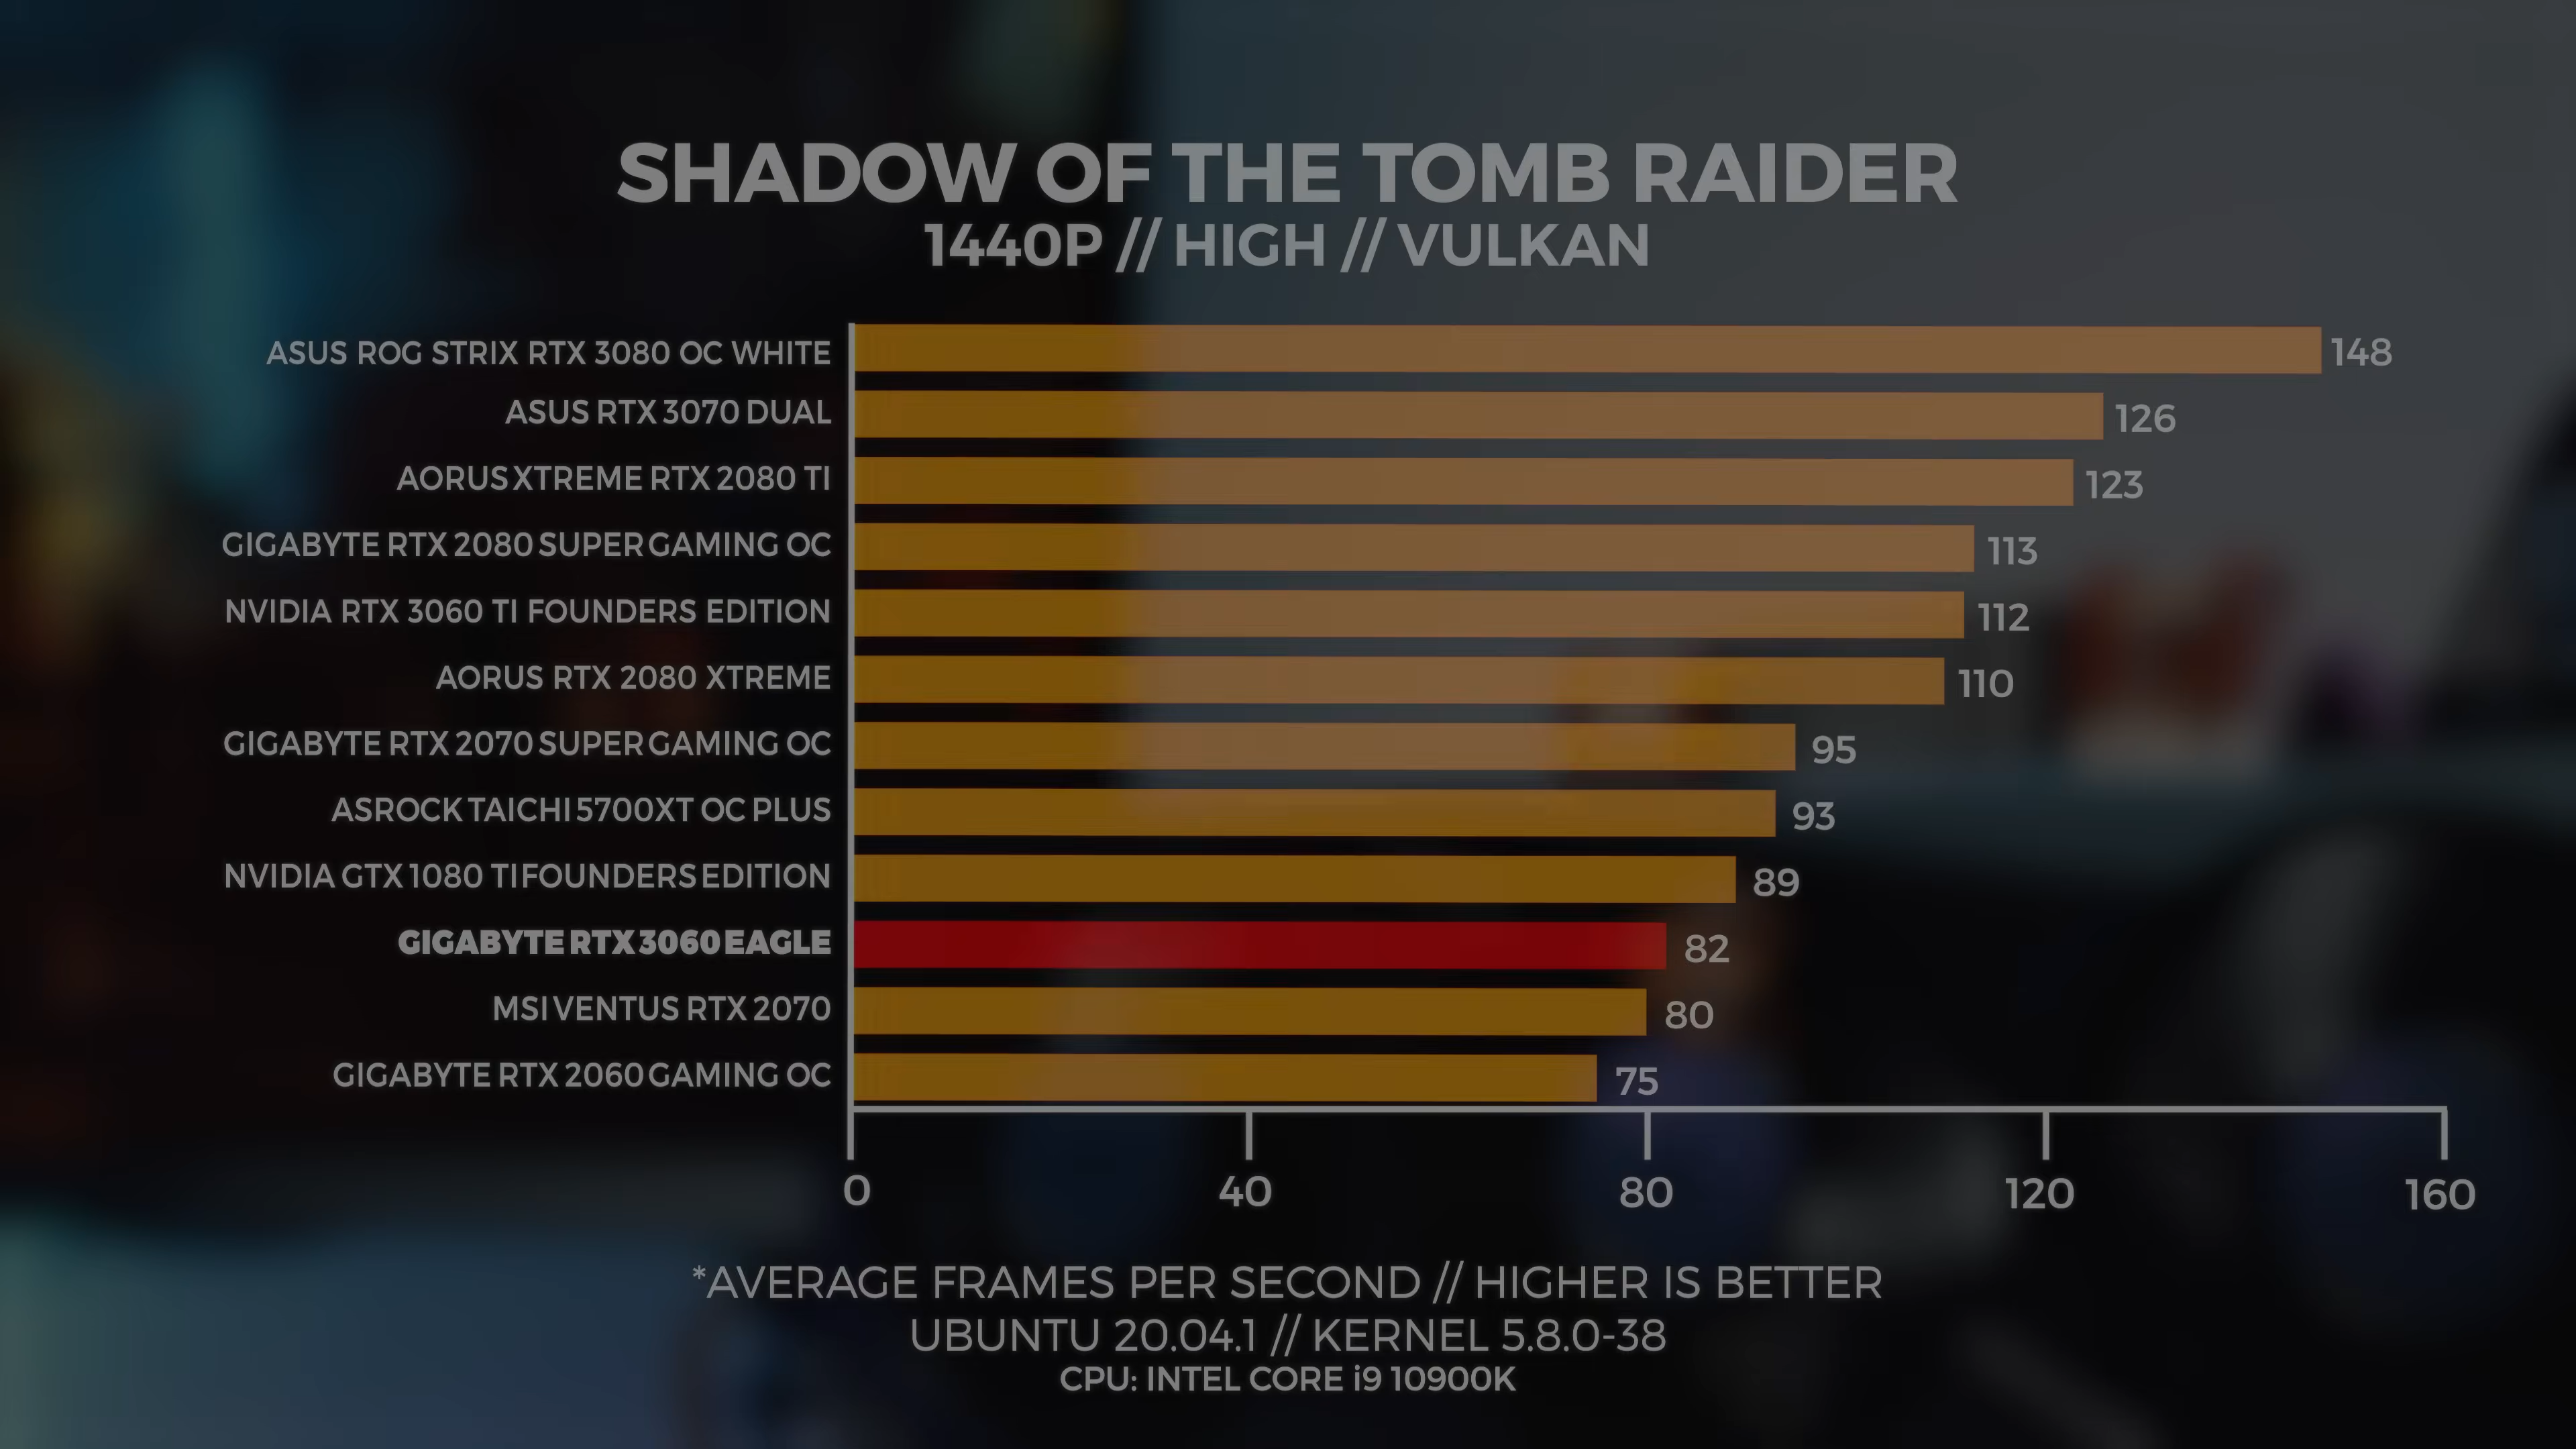 SHADOW OF THE TOMB RAIDER
1440P // HIGH // VULKAN
ASUS ROG STRIX RTX 3080 OC WHITE 148
ASUS RTX 3070 DUAL 126
AORUS XTREME RTX 2080 TI 123
GIGABYTE RTX 2080 SUPER GAMING OC 113
NVIDIA RTX 3060 TI FOUNDERS EDITION 112
AORUS RTX 2080 XTREME 110
GIGABYTE RTX 2070 SUPER GAMING OC 95
ASROCK TAICHI 5700XT OC PLUS 93
NVIDIA GTX 1080 TI FOUNDERS EDITION 89
GIGABYTE RTX 3060 EAGLE 82
MSI VENTUS RTX 2070 80
GIGABYTE RTX 2060 GAMING OC 75
0 40 80 120 160
*AVERAGE FRAMES PER SECOND // HIGHER IS BETTER
UBUNTU 20.04.1 // KERNEL 5.8.0-38
CPU: INTEL CORE i9 10900K